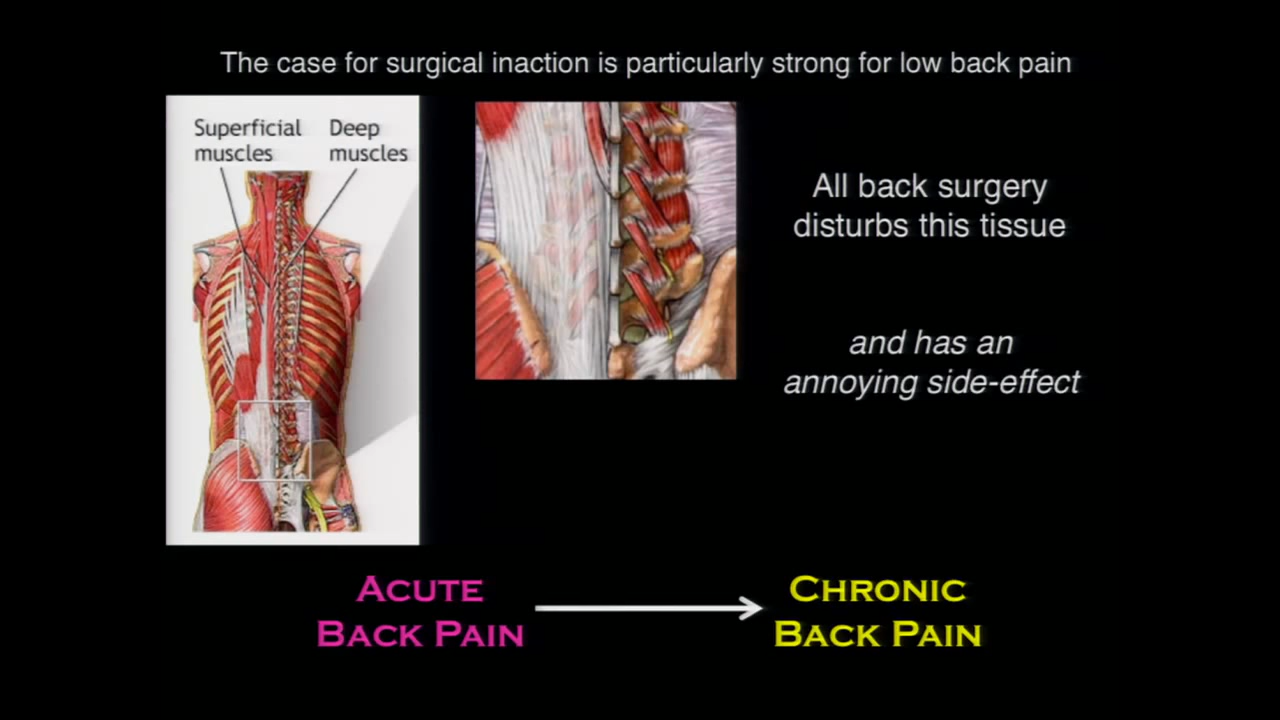 The case for surgical inaction is particularly strong for low back pain
Superficial muscles
Deep muscles
All back surgery
disturbs this tissue
and has an
annoying side-effect
Acute
Back Pain
Chronic
Back Pain